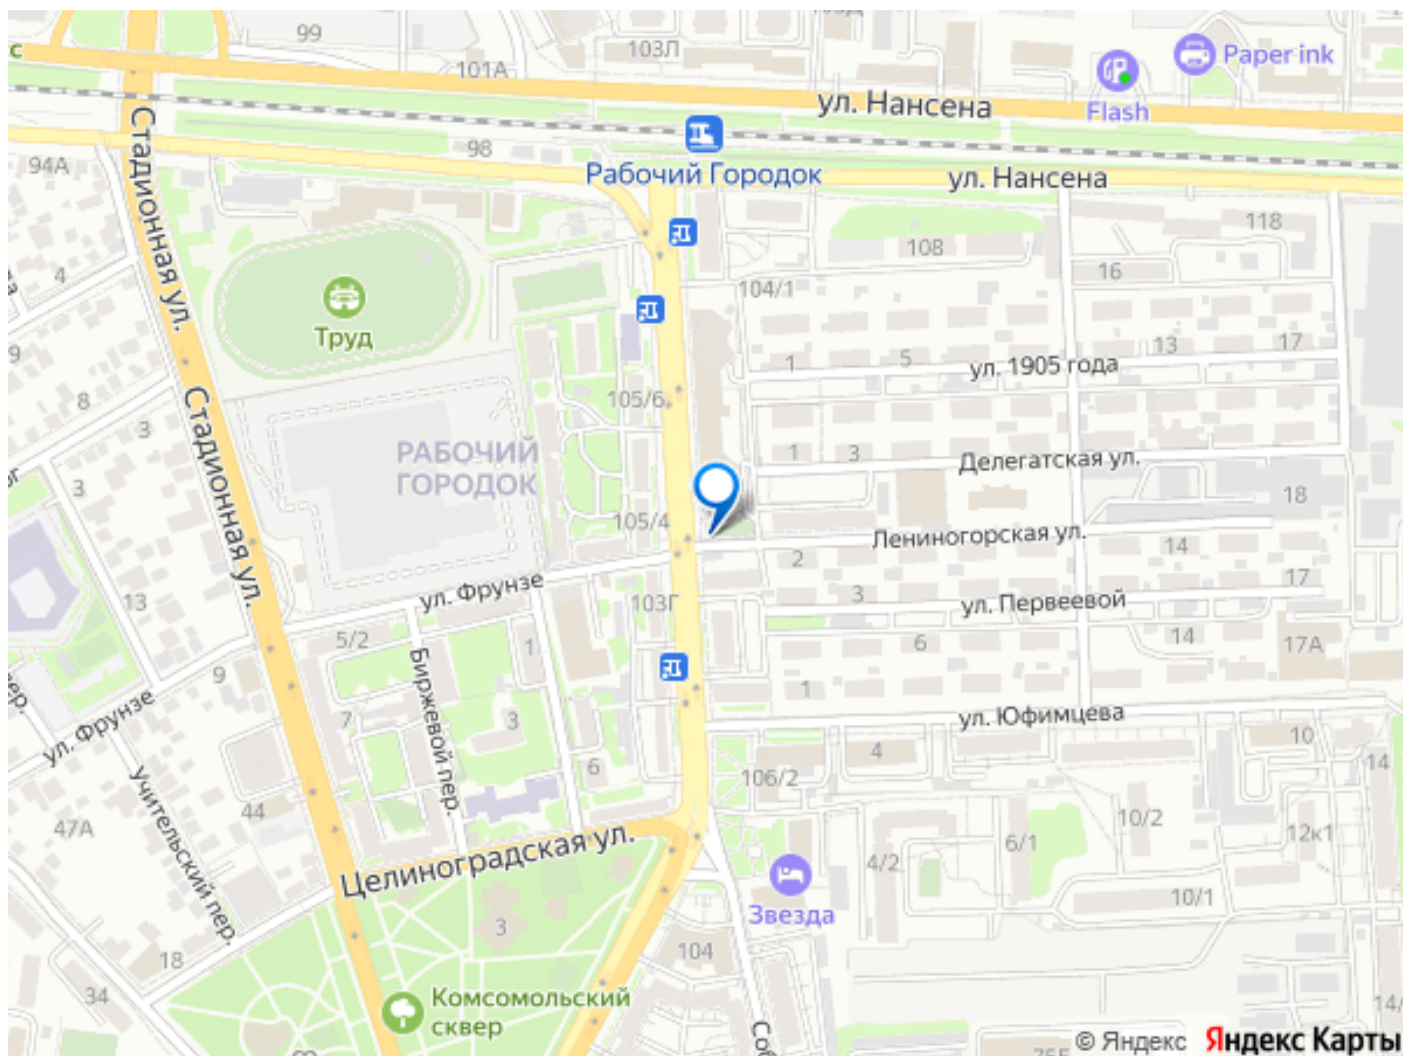 99
103Л
101А
Paper ink
Flash
ул. Нансена
98
94А
Рабочий Городок
ул. Нансена
Стадионная ул.
118
108
4
16
104/1
Труд
9
13
17
1
5
ул. 1905 года
8
105/6
3
РАБОЧИЙ
ГОРОДОК
1
3
Делегатская ул.
3
18
105/4
Стадионная ул.
Лениногорская ул.
2
14
ул. Фрунзе
17
13
103Г
3
ул. Первеевой
5/2
1
6
14
17А
9
Биржевой пер.
1
ул. Фрунзе
7
3
ул. Юфимцева
10
4
14
6
106/2
Учительский пер.
44
10/2
47А
12к1
6/1
Целиноградская ул.
4/2
10/1
Звезда
3
18
104
34
Комсомольский
сквер
© Яндекс
Яндекс Карты